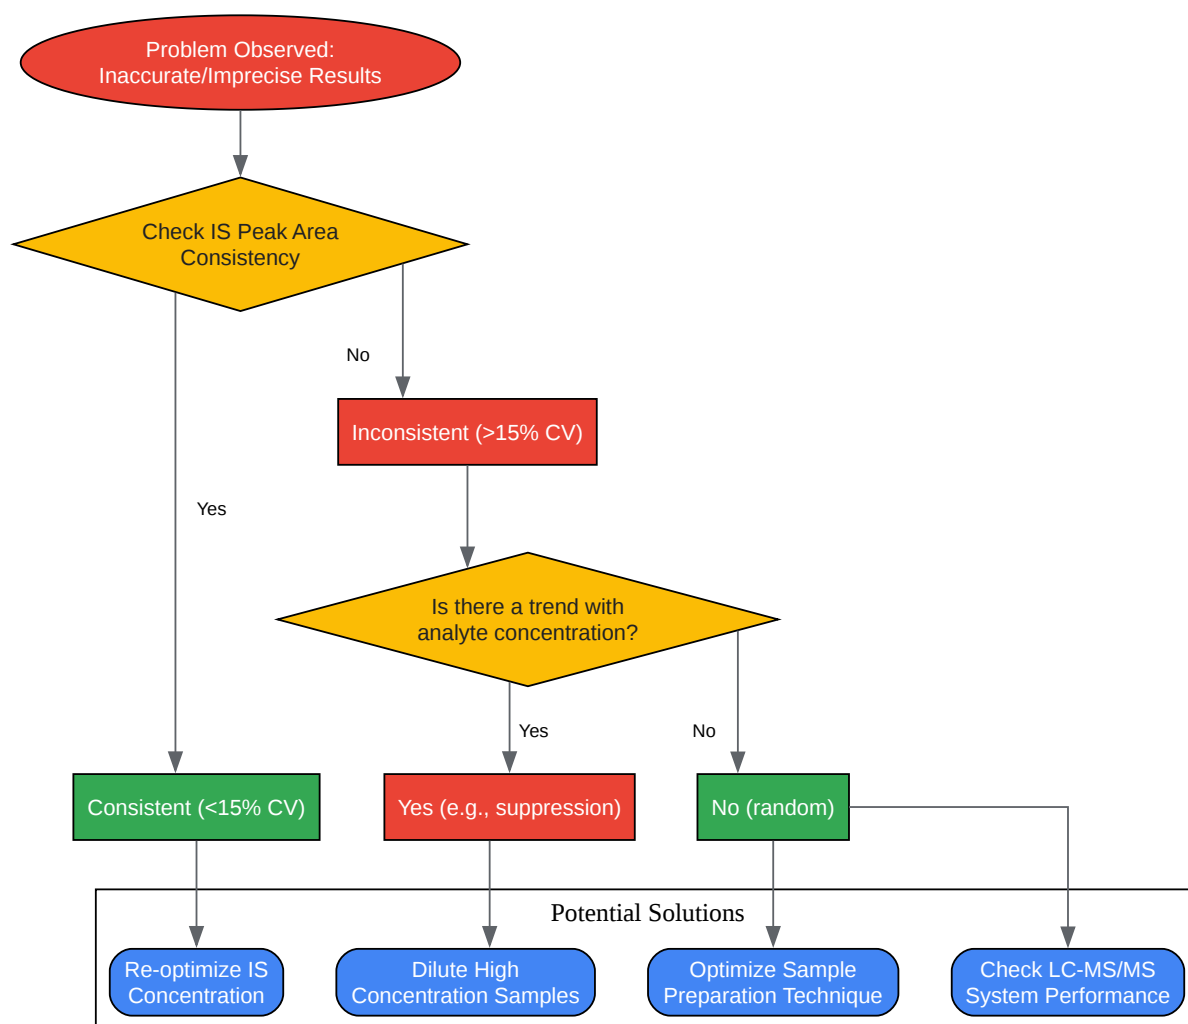 Problem Observed:
Inaccurate/Imprecise Results
Check IS Peak Area
Consistency
No
Inconsistent (>15% CV)
Yes
Is there a trend with
analyte concentration?
Yes
No
Consistent (<15% CV)
Yes (e.g., suppression)
No (random)
Potential Solutions
Re-optimize IS
Concentration
Dilute High
Concentration Samples
Optimize Sample
Preparation Technique
Check LC-MS/MS
System Performance